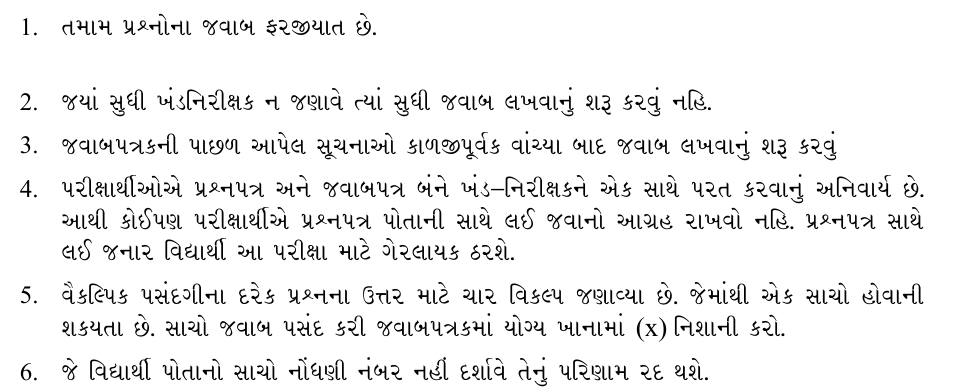 1. તમામ પ્રશ્નોના જવાબ ફરજીયાત છે.
2. જયાં સુધી ખંડનિરીક્ષક ન જણાવે ત્યાં સુધી જવાબ લખવાનું શરૂ કરવું નહિ.
3. જવાબપત્રકની પાછળ આપેલ સૂચનાઓ કાળજીપૂર્વક વાંચ્યા બાદ જવાબ લખવાનું શરૂ કરવું
4. પરીક્ષાર્થીઓએ પ્રશ્નપત્ર અને જવાબપત્ર બંને ખંડ–નિરીક્ષકને એક સાથે પરત કરવાનું અનિવાર્ય છે.
આથી કોઈપણ પરીક્ષાર્થીએ પ્રશ્નપત્ર પોતાની સાથે લઈ જવાનો આગ્રહ રાખવો નહિ. પ્રશ્નપત્ર સાથે
લઈ જનાર વિદ્યાર્થી આ પરીક્ષા માટે ગેરલાયક ઠરશે.
5. વૈકલ્પિક પસંદગીના દરેક પ્રશ્નના ઉત્તર માટે ચાર વિકલ્પ જણાવ્યા છે. જેમાંથી એક સાચો હોવાની
શકયતા છે. સાચો જવાબ પસંદ કરી જવાબપત્રકમાં યોગ્ય ખાનામાં (x) નિશાની કરો.
6. જે વિદ્યાર્થી પોતાનો સાચો નોંધણી નંબર નહીં દર્શાવે તેનું પરિણામ રદ થશે.